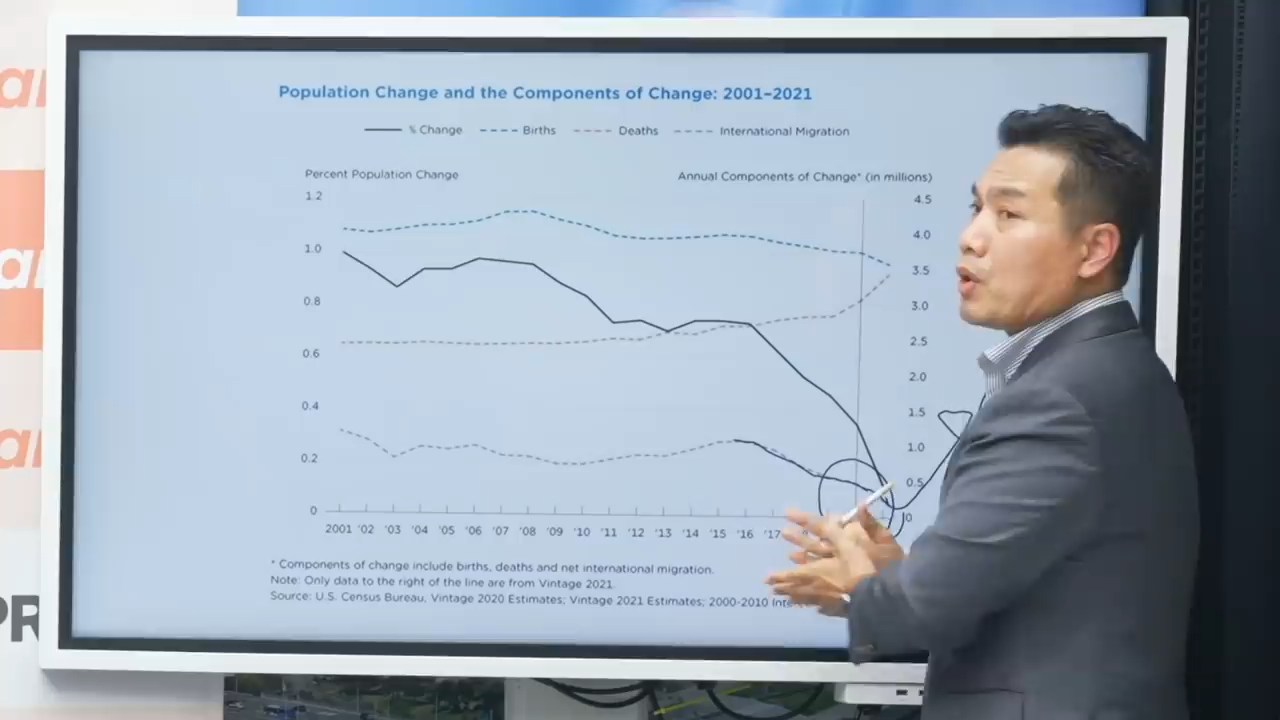 Population Change and the Components of Change: 2001–2021
% Change Births Deaths International Migration
Percent Population Change
Annual Components of Change* (in millions)
1.2
1.0
0.8
0.6
0.4
0.2
0
4.5
4.0
3.5
3.0
2.5
2.0
1.5
1.0
0.5
0
2001 '02 '03 '04 '05 '06 '07 '08 '09 '10 '11 '12 '13 '14 '15 '16 '17
* Components of change include births, deaths and net international migration.
Note: Only data to the right of the line are from Vintage 2021.
Source: U.S. Census Bureau, Vintage 2020 Estimates; Vintage 2021 Estimates; 2000-2010
PR